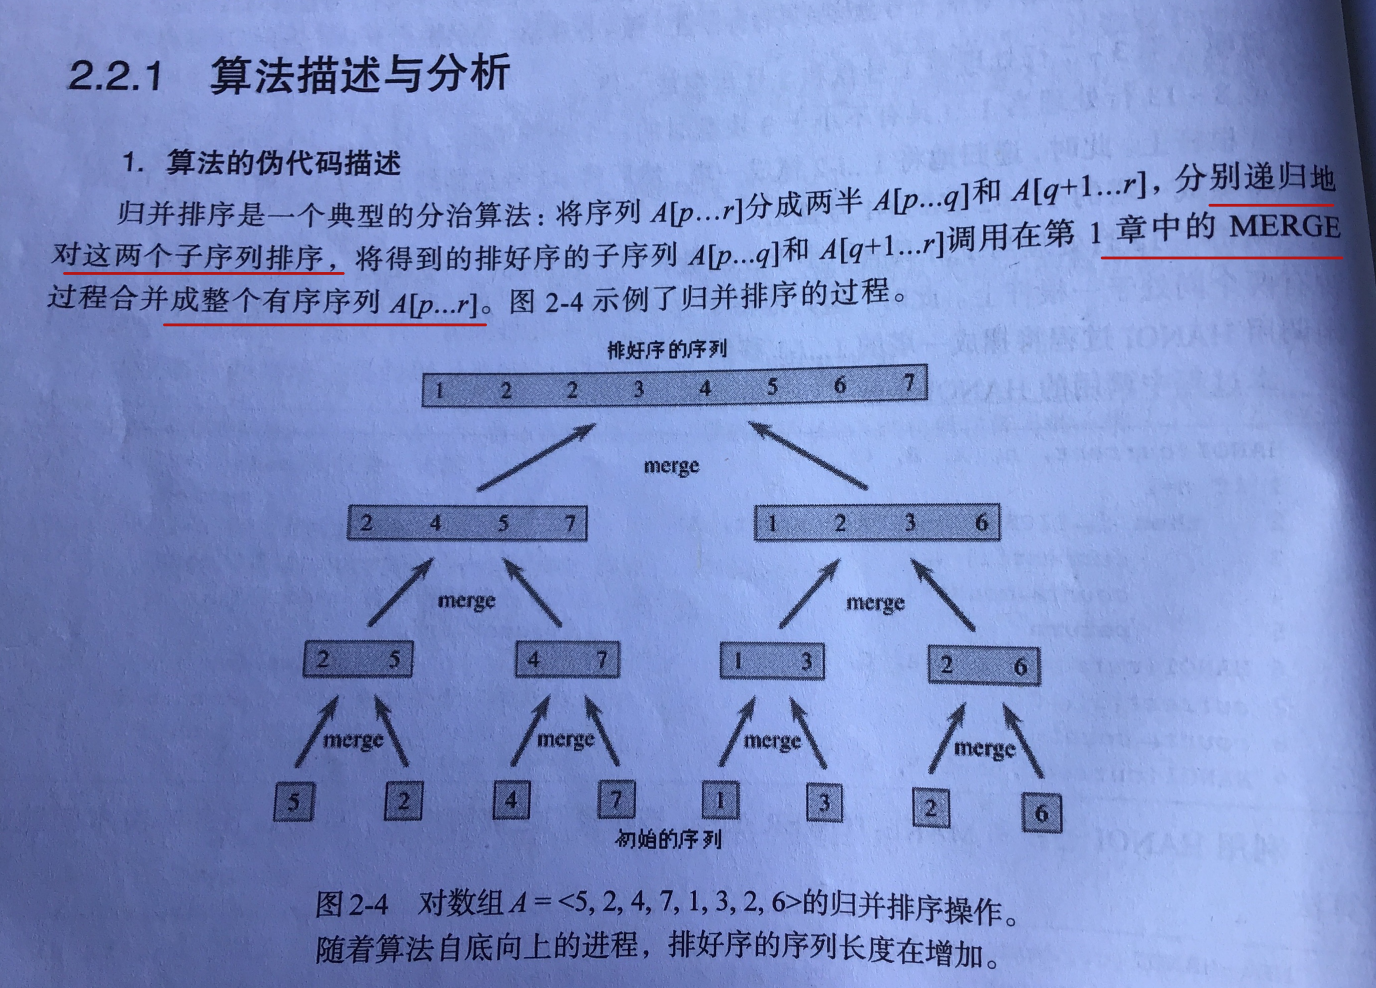 2.2.1 算法描述与分析
1. 算法的伪代码描述
归并排序是一个典型的分治算法：将序列 A[p...r]分成两半 A[p...q]和 A[q+1...r]，分别递归地
对这两个子序列排序，将得到的排好序的子序列 A[p...q]和 A[q+1...r]调用在第 1 章中的 MERGE
过程合并成整个有序序列 A[p...r]。图 2-4 示例了归并排序的过程。
排好序的序列
1 2 2 3 4 5 6 7
merge
2 4 5 7 1 2 3 6
merge merge
2 5 4 7 1 3 2 6
merge merge merge merge
5 2 4 7 1 3 2 6
初始的序列
图 2-4 对数组 A = <5, 2, 4, 7, 1, 3, 2, 6>的归并排序操作。
随着算法自底向上的进程，排好序的序列长度在增加。